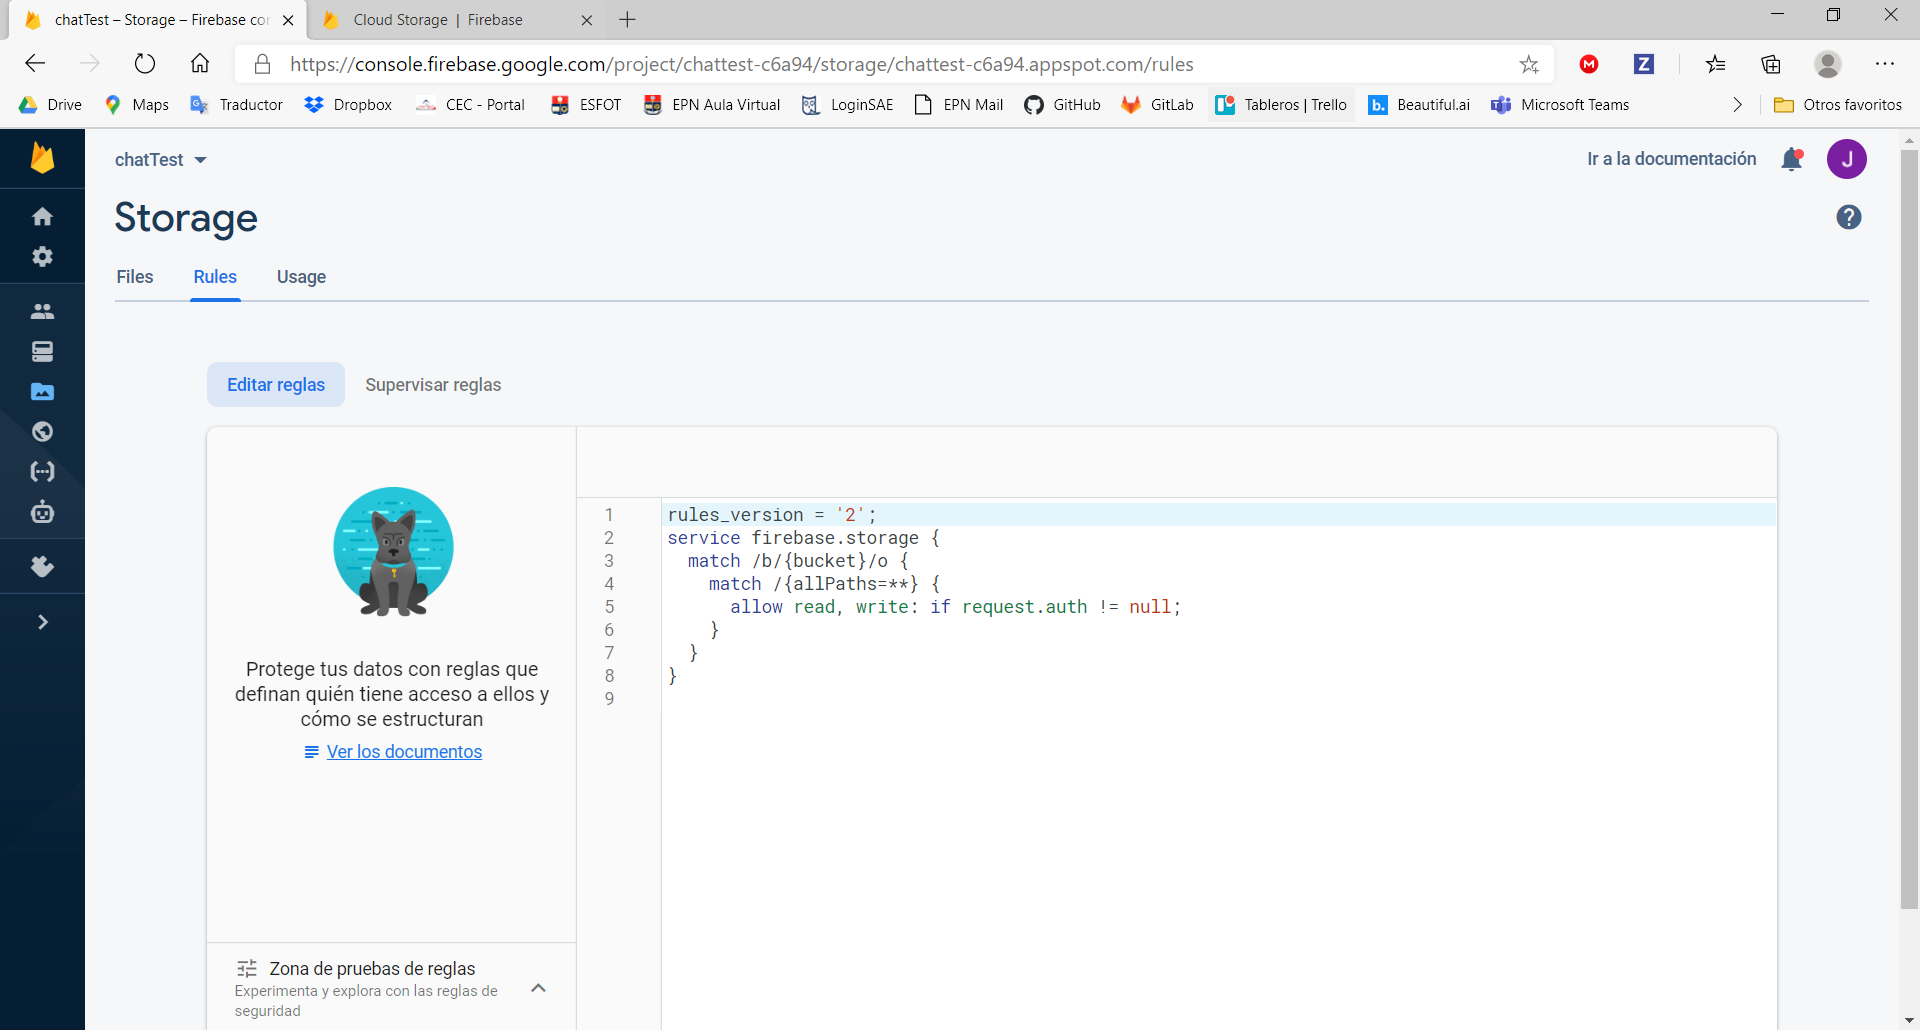 chatTest – Storage – Firebase con
Cloud Storage | Firebase
https://console.firebase.google.com/project/chattest-c6a94/storage/chattest-c6a94.appspot.com/rules
M
Z
Drive
Maps
Traductor
Dropbox
CEC - Portal
ESFOT
EPN Aula Virtual
LoginSAE
EPN Mail
GitHub
GitLab
Tableros | Trello
b.
Beautiful.ai
Microsoft Teams
Otros favoritos
chatTest
Ir a la documentación
J
Storage
?
Files
Rules
Usage
Editar reglas
Supervisar reglas
Protege tus datos con reglas que
definan quién tiene acceso a ellos y
cómo se estructuran
Ver los documentos
Zona de pruebas de reglas
Experimenta y explora con las reglas de
seguridad
1 rules_version = '2';
2 service firebase.storage {
3   match /b/{bucket}/o {
4     match /{allPaths=**} {
5       allow read, write: if request.auth != null;
6     }
7   }
8 }
9